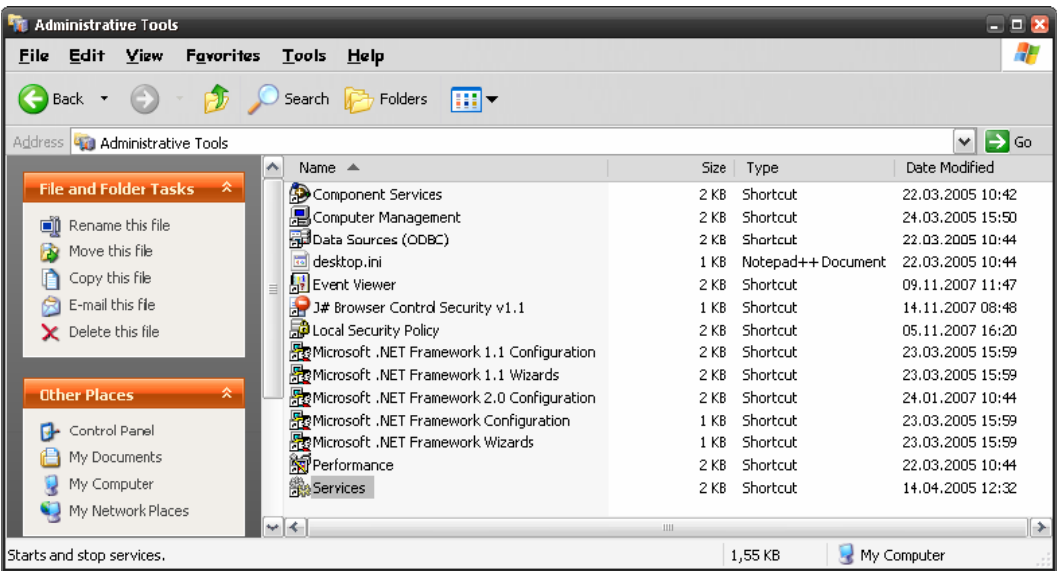 Administrative Tools
File Edit View Favorites Tools Help
Back Search Folders
Address Administrative Tools Go
File and Folder Tasks
Rename this file
Move this file
Copy this file
E-mail this file
Delete this file
Other Places
Control Panel
My Documents
My Computer
My Network Places
Name Size Type Date Modified
Component Services 2 KB Shortcut 22.03.2005 10:42
Computer Management 2 KB Shortcut 24.03.2005 15:50
Data Sources (ODBC) 2 KB Shortcut 22.03.2005 10:44
desktop.ini 1 KB Notepad++ Document 22.03.2005 10:44
Event Viewer 2 KB Shortcut 09.11.2007 11:47
J# Browser Control Security v1.1 1 KB Shortcut 14.11.2007 08:48
Local Security Policy 2 KB Shortcut 05.11.2007 16:20
Microsoft .NET Framework 1.1 Configuration 2 KB Shortcut 23.03.2005 15:59
Microsoft .NET Framework 1.1 Wizards 2 KB Shortcut 23.03.2005 15:59
Microsoft .NET Framework 2.0 Configuration 2 KB Shortcut 24.01.2007 10:44
Microsoft .NET Framework Configuration 1 KB Shortcut 23.03.2005 15:59
Microsoft .NET Framework Wizards 1 KB Shortcut 23.03.2005 15:59
Performance 2 KB Shortcut 22.03.2005 10:44
Services 2 KB Shortcut 14.04.2005 12:32
Starts and stop services. 1,55 KB My Computer